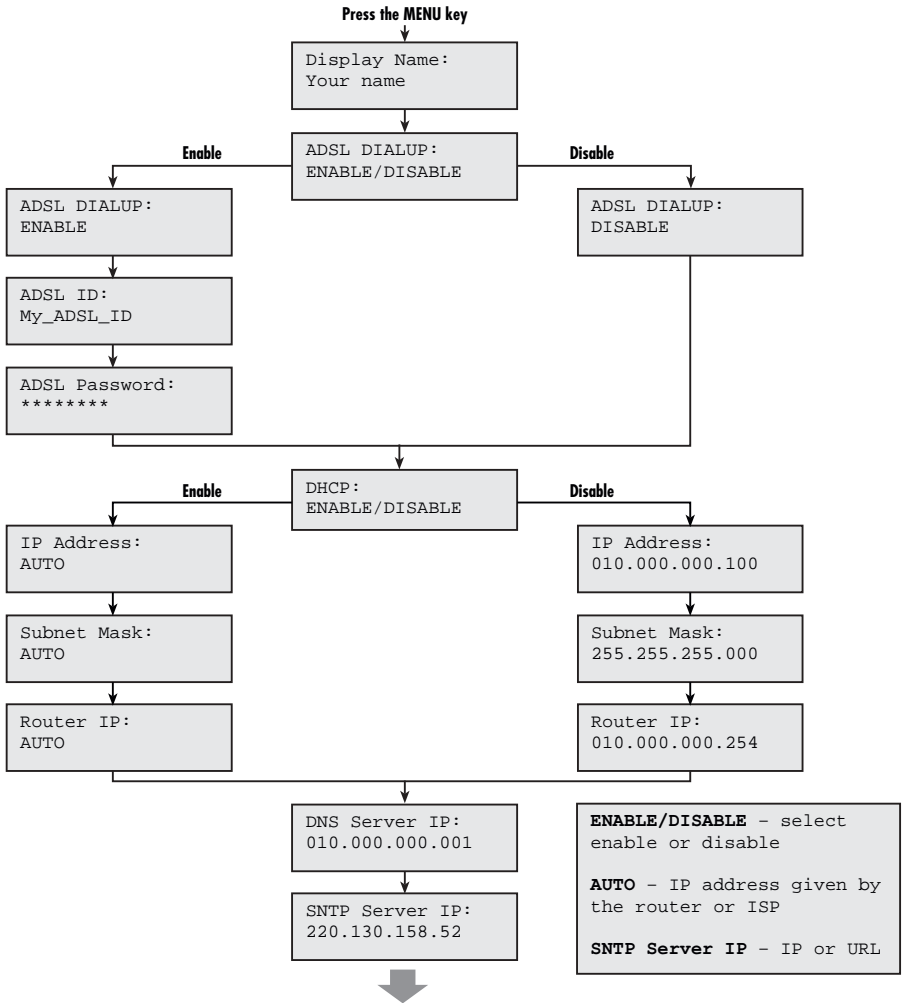 Press the MENU key
Display Name:
Your name
ADSL DIALUP:
ENABLE/DISABLE
Enable
Disable
ADSL DIALUP:
ENABLE
ADSL DIALUP:
DISABLE
ADSL ID:
My_ADSL_ID
ADSL Password:
********
DHCP:
ENABLE/DISABLE
Enable
Disable
IP Address:
AUTO
IP Address:
010.000.000.100
Subnet Mask:
AUTO
Subnet Mask:
255.255.255.000
Router IP:
AUTO
Router IP:
010.000.000.254
DNS Server IP:
010.000.000.001
SNTP Server IP:
220.130.158.52
ENABLE/DISABLE – select
enable or disable
AUTO – IP address given by
the router or ISP
SNTP Server IP – IP or URL